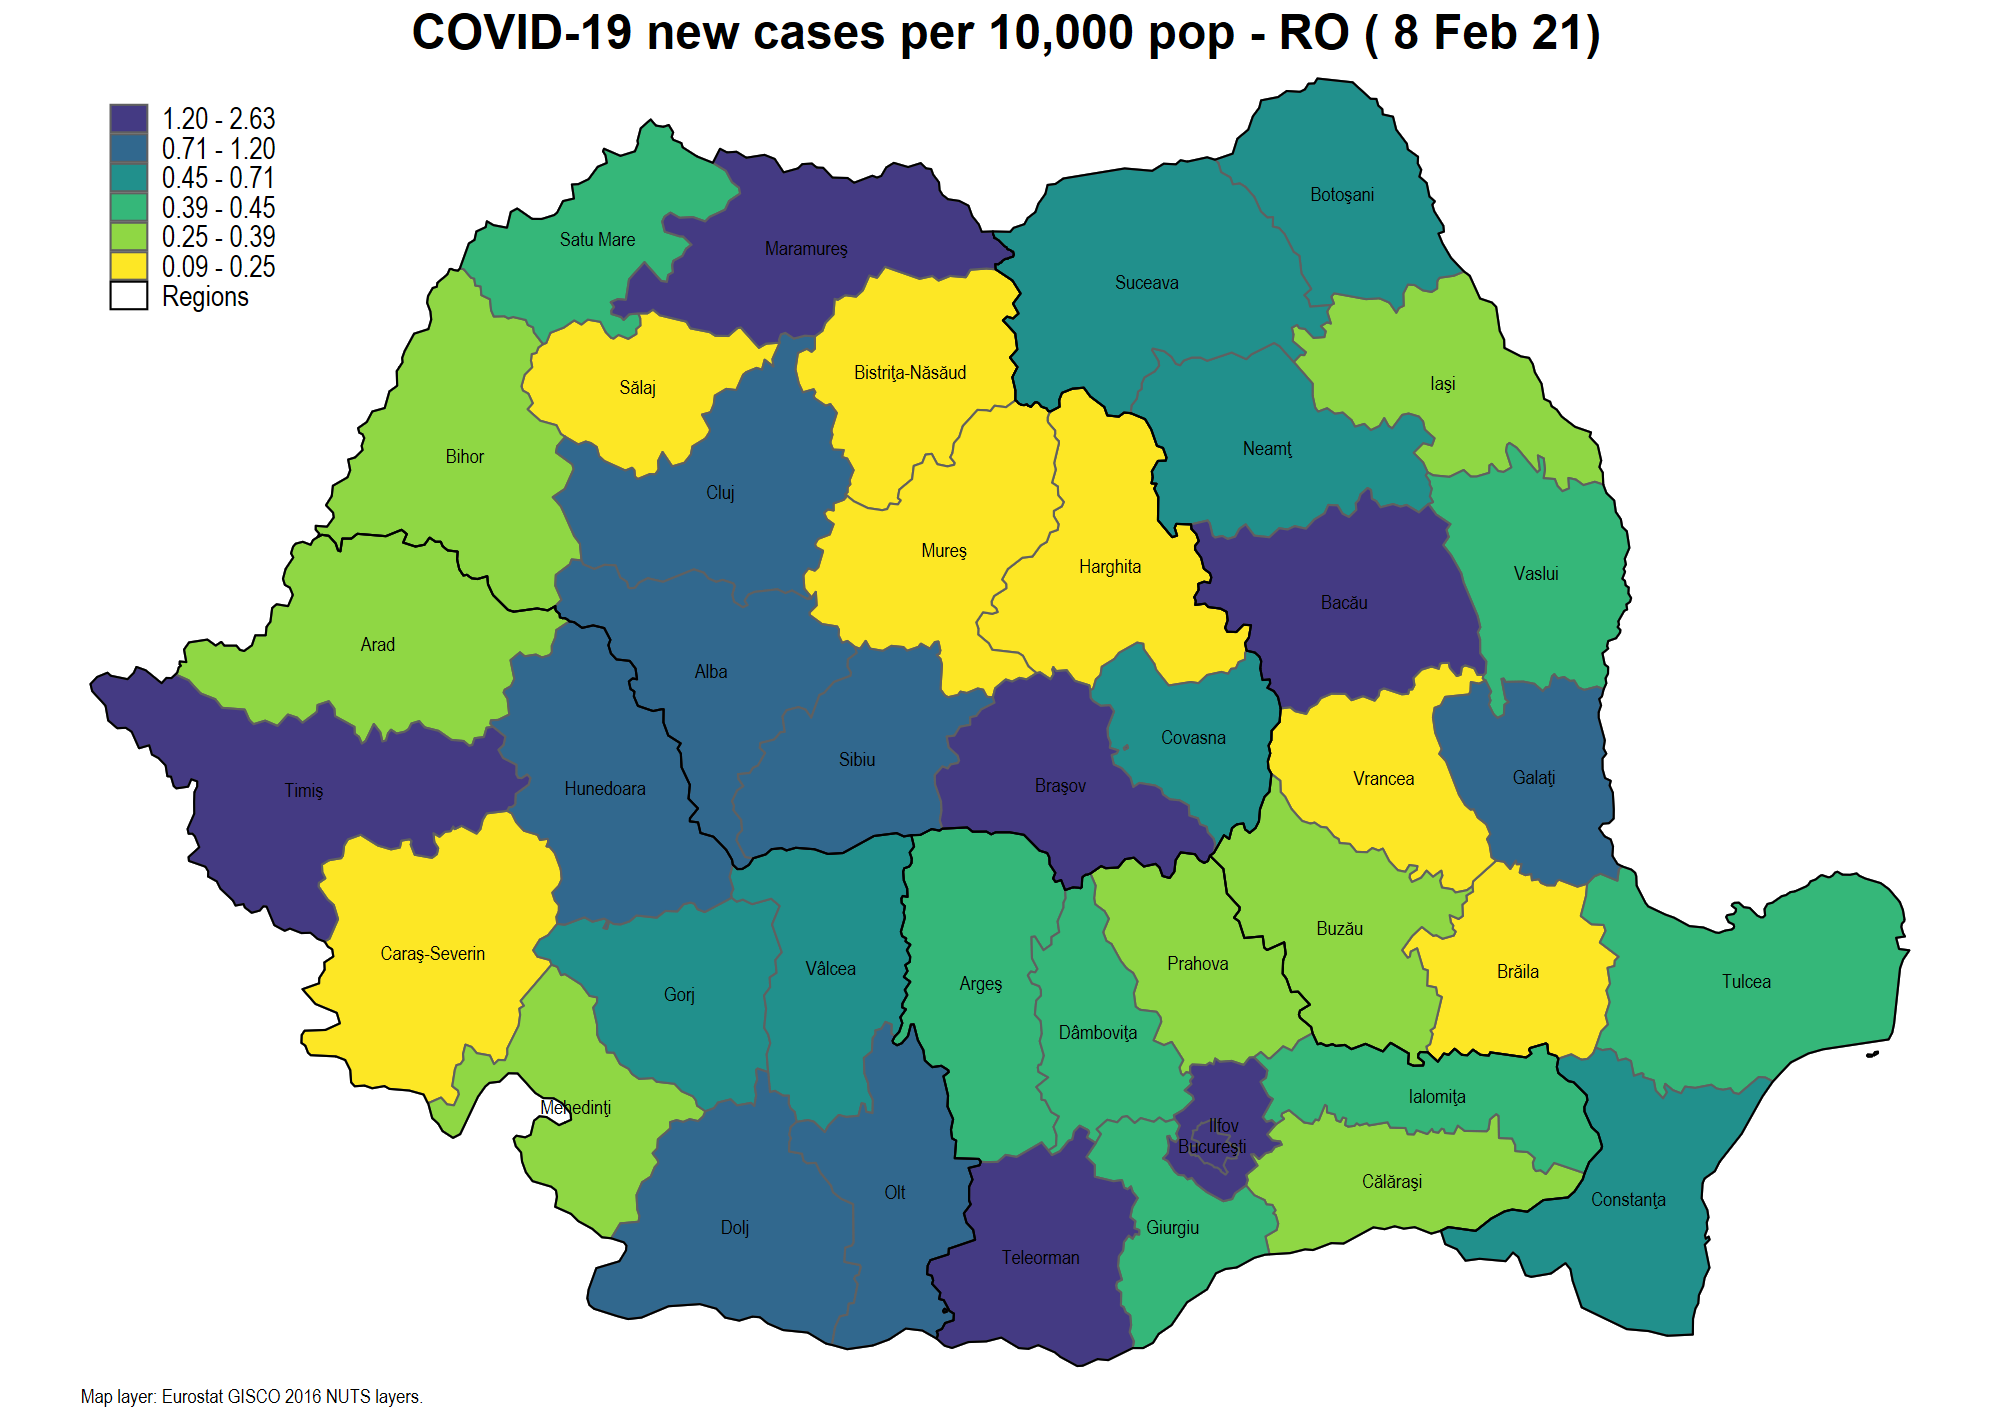 COVID-19 new cases per 10,000 pop - RO ( 8 Feb 21)
1.20 - 2.63
0.71 - 1.20
0.45 - 0.71
0.39 - 0.45
0.25 - 0.39
0.09 - 0.25
Regions
Botoşani
Satu Mare
Maramureş
Suceava
Bistriţa-Năsăud
Sălaj
Iaşi
Neamţ
Bihor
Cluj
Mureş
Harghita
Vaslui
Bacău
Arad
Alba
Covasna
Sibiu
Vrancea
Galaţi
Braşov
Hunedoara
Timiş
Buzău
Caraş-Severin
Prahova
Vâlcea
Brăila
Tulcea
Argeş
Gorj
Dâmboviţa
Ialomiţa
Mehedinţi
Ilfov
Bucureşti
Călăraşi
Olt
Constanţa
Dolj
Giurgiu
Teleorman
Map layer: Eurostat GISCO 2016 NUTS layers.